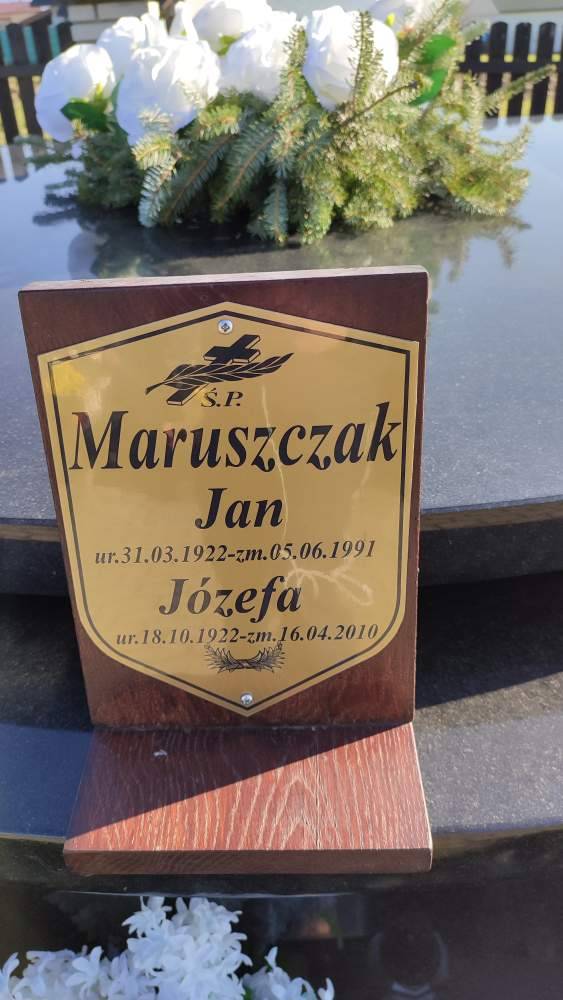 Ś.P.
Maruszczak
Jan
ur.31.03.1922-zm.05.06.1991
Józefa
ur.18.10.1922-zm.16.04.2010